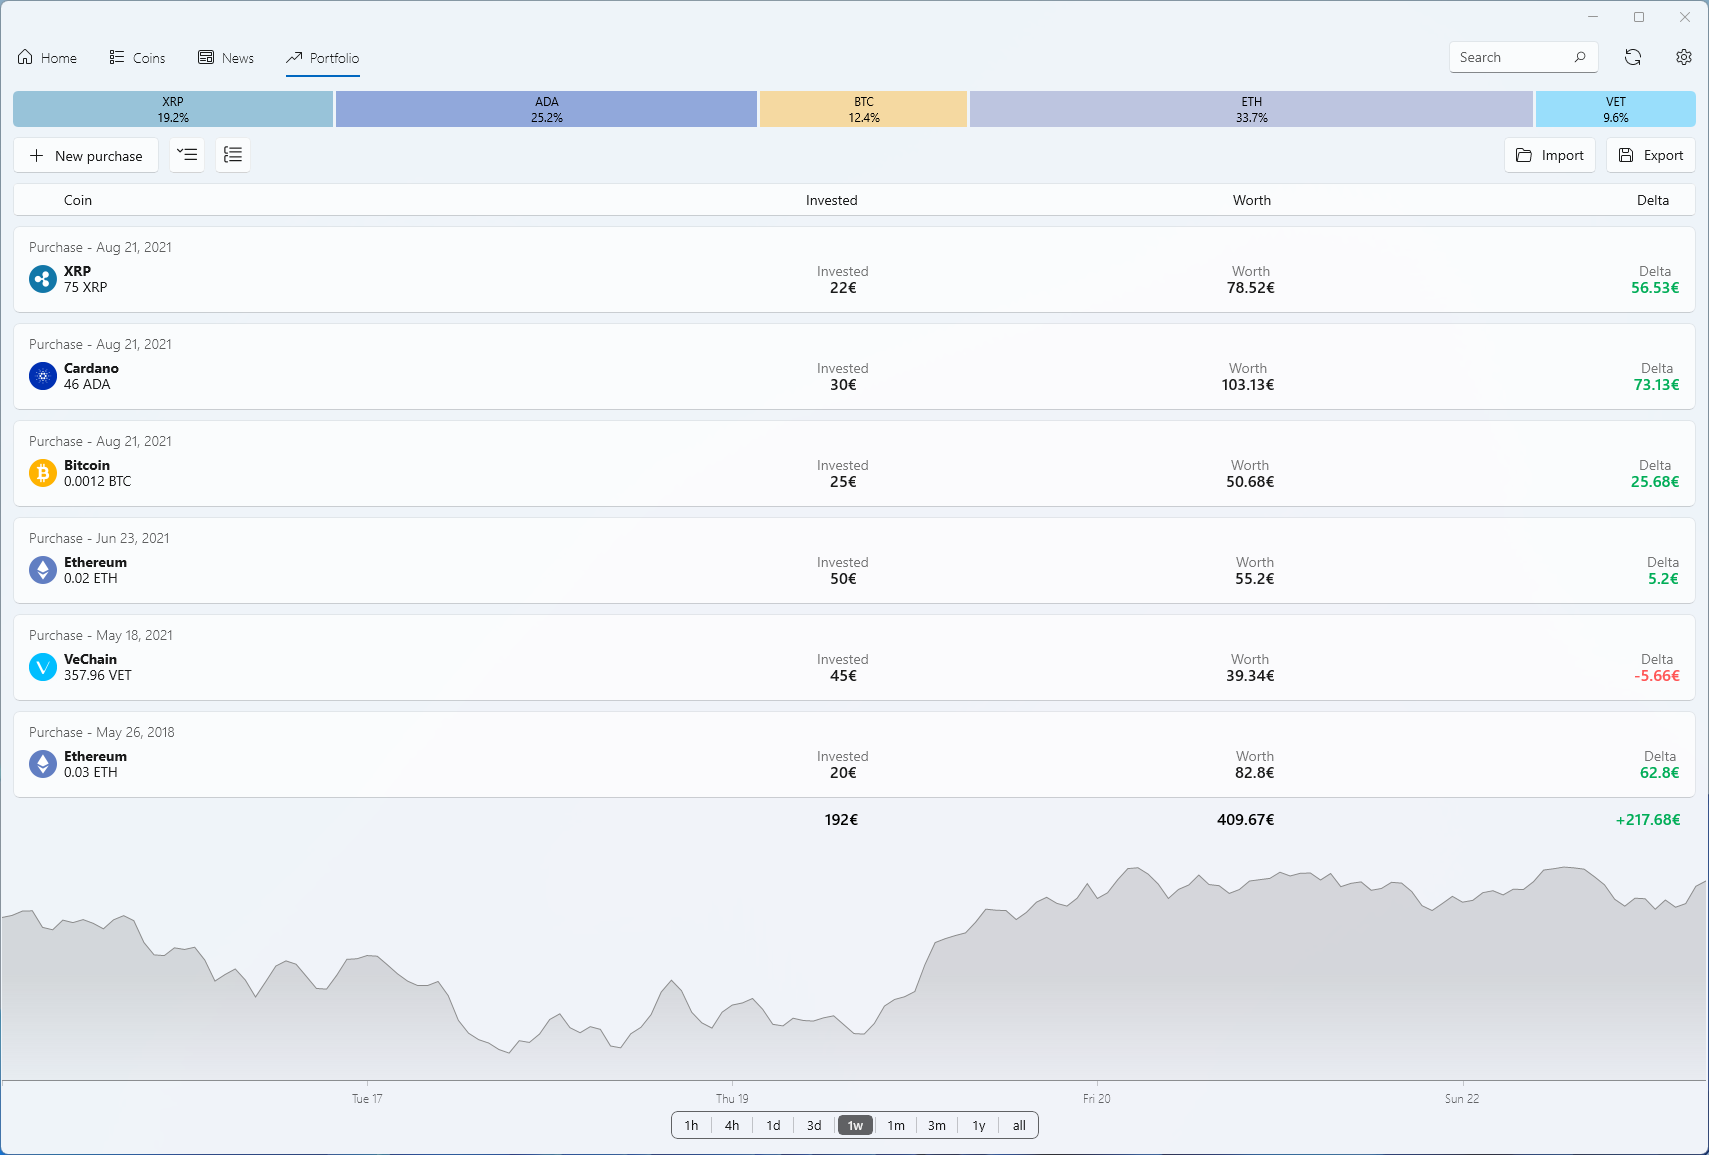 Home
Coins
News
Portfolio
Search
XRP
19.2%
ADA
25.2%
BTC
12.4%
ETH
33.7%
VET
9.6%
New purchase
Import
Export
Coin Invested Worth Delta
Purchase - Aug 21, 2021
XRP Invested Worth Delta
75 XRP 22€ 78.52€ 56.53€
Purchase - Aug 21, 2021
Cardano Invested Worth Delta
46 ADA 30€ 103.13€ 73.13€
Purchase - Aug 21, 2021
Bitcoin Invested Worth Delta
0.0012 BTC 25€ 50.68€ 25.68€
Purchase - Jun 23, 2021
Ethereum Invested Worth Delta
0.02 ETH 50€ 55.2€ 5.2€
Purchase - May 18, 2021
VeChain Invested Worth Delta
357.96 VET 45€ 39.34€ -5.66€
Purchase - May 26, 2018
Ethereum Invested Worth Delta
0.03 ETH 20€ 82.8€ 62.8€
192€ 409.67€ +217.68€
Tue 17 Thu 19 Fri 20 Sun 22
1h 4h 1d 3d 1w 1m 3m 1y all